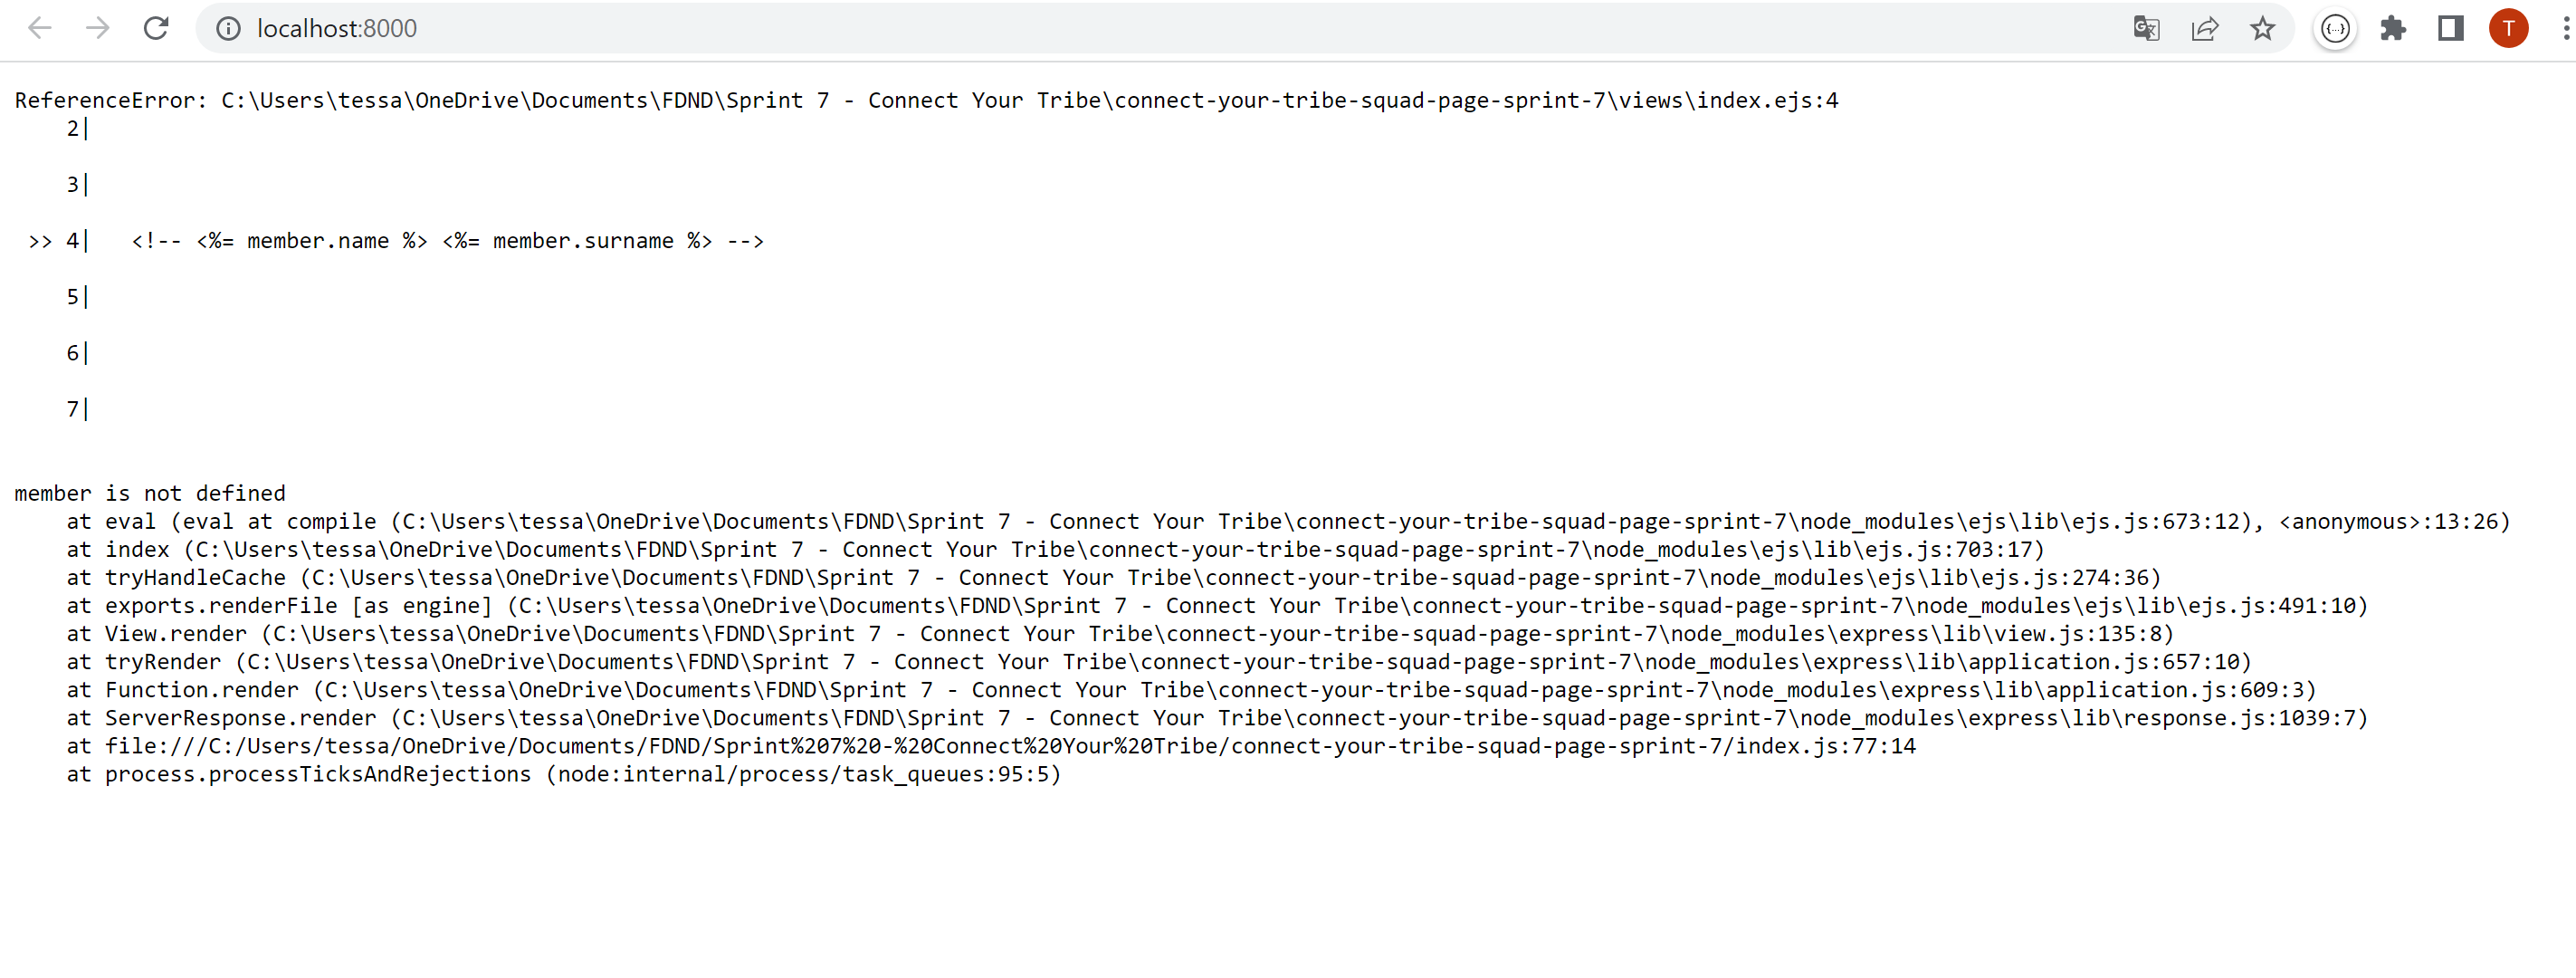 localhost:8000
T
ReferenceError: C:\Users\tessa\OneDrive\Documents\FDND\Sprint 7 - Connect Your Tribe\connect-your-tribe-squad-page-sprint-7\views\index.ejs:4
2|
3|
>> 4|   <!-- <%= member.name %> <%= member.surname %> -->
5|
6|
7|
member is not defined
at eval (eval at compile (C:\Users\tessa\OneDrive\Documents\FDND\Sprint 7 - Connect Your Tribe\connect-your-tribe-squad-page-sprint-7\node_modules\ejs\lib\ejs.js:673:12), <anonymous>:13:26)
at index (C:\Users\tessa\OneDrive\Documents\FDND\Sprint 7 - Connect Your Tribe\connect-your-tribe-squad-page-sprint-7\node_modules\ejs\lib\ejs.js:703:17)
at tryHandleCache (C:\Users\tessa\OneDrive\Documents\FDND\Sprint 7 - Connect Your Tribe\connect-your-tribe-squad-page-sprint-7\node_modules\ejs\lib\ejs.js:274:36)
at exports.renderFile [as engine] (C:\Users\tessa\OneDrive\Documents\FDND\Sprint 7 - Connect Your Tribe\connect-your-tribe-squad-page-sprint-7\node_modules\ejs\lib\ejs.js:491:10)
at View.render (C:\Users\tessa\OneDrive\Documents\FDND\Sprint 7 - Connect Your Tribe\connect-your-tribe-squad-page-sprint-7\node_modules\express\lib\view.js:135:8)
at tryRender (C:\Users\tessa\OneDrive\Documents\FDND\Sprint 7 - Connect Your Tribe\connect-your-tribe-squad-page-sprint-7\node_modules\express\lib\application.js:657:10)
at Function.render (C:\Users\tessa\OneDrive\Documents\FDND\Sprint 7 - Connect Your Tribe\connect-your-tribe-squad-page-sprint-7\node_modules\express\lib\application.js:609:3)
at ServerResponse.render (C:\Users\tessa\OneDrive\Documents\FDND\Sprint 7 - Connect Your Tribe\connect-your-tribe-squad-page-sprint-7\node_modules\express\lib\response.js:1039:7)
at file:///C:/Users/tessa/OneDrive/Documents/FDND/Sprint%207%20-%20Connect%20Your%20Tribe/connect-your-tribe-squad-page-sprint-7/index.js:77:14
at process.processTicksAndRejections (node:internal/process/task_queues:95:5)